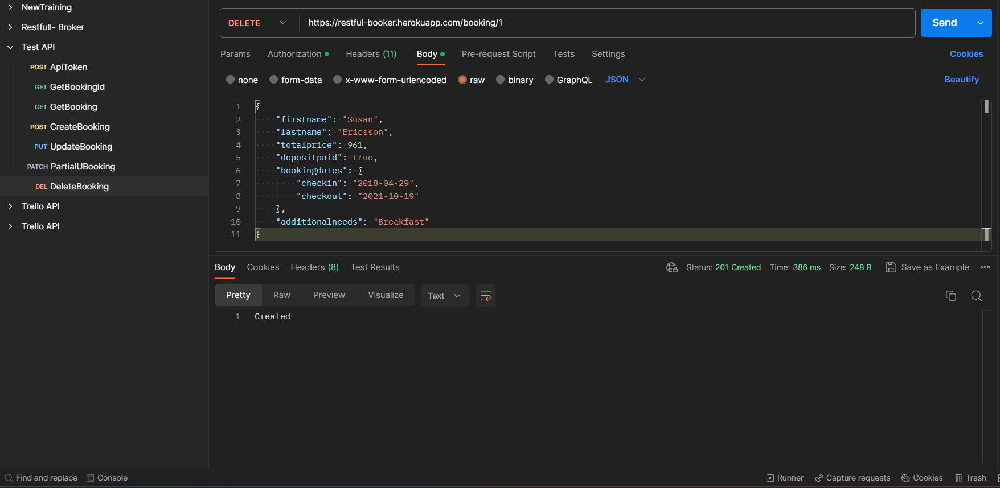 NewTraining
Restfull- Broker
Test API
POST ApiToken
GET GetBookingId
GET GetBooking
POST CreateBooking
PUT UpdateBooking
PATCH PartialUBooking
DEL DeleteBooking
Trello API
Trello API
DELETE https://restful-booker.herokuapp.com/booking/1 Send
Params Authorization Headers (11) Body Pre-request Script Tests Settings Cookies
none form-data x-www-form-urlencoded raw binary GraphQL JSON Beautify
1 {
2 "firstname": "Susan",
3 "lastname": "Ericsson",
4 "totalprice": 961,
5 "depositpaid": true,
6 "bookingdates": {
7 "checkin": "2018-04-29",
8 "checkout": "2021-10-19"
9 },
10 "additionalneeds": "Breakfast"
11 }
Body Cookies Headers (8) Test Results Status: 201 Created Time: 386 ms Size: 248 B Save as Example
Pretty Raw Preview Visualize Text
1 Created
Find and replace Console Runner Capture requests Cookies Trash